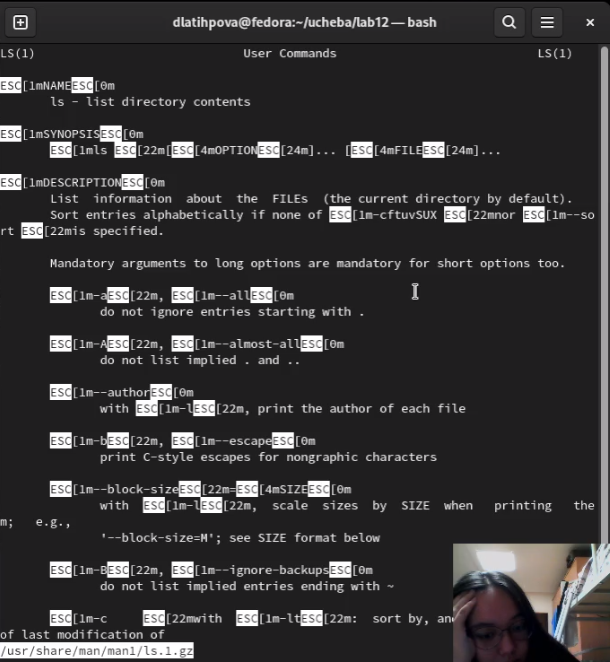 dlatihpova@fedora:~/ucheba/lab12 — bash
LS(1) User Commands LS(1)
ESC[1mNAMEESC[0m
ls - list directory contents
ESC[1mSYNOPSISESC[0m
ESC[1mls ESC[22m[ESC[4mOPTIONESC[24m]... [ESC[4mFILEESC[24m]...
ESC[1mDESCRIPTIONESC[0m
List information about the FILEs (the current directory by default).
Sort entries alphabetically if none of ESC[1m-cftuvSUX ESC[22mnor ESC[1m--so
rt ESC[22mis specified.
Mandatory arguments to long options are mandatory for short options too.
ESC[1m-aESC[22m, ESC[1m--allESC[0m
do not ignore entries starting with .
ESC[1m-AESC[22m, ESC[1m--almost-allESC[0m
do not list implied . and ..
ESC[1m--authorESC[0m
with ESC[1m-lESC[22m, print the author of each file
ESC[1m-bESC[22m, ESC[1m--escapeESC[0m
print C-style escapes for nongraphic characters
ESC[1m--block-sizeESC[22m=ESC[4mSIZEESC[0m
with ESC[1m-lESC[22m, scale sizes by SIZE when printing the
m; e.g.,
'--block-size=M'; see SIZE format below
ESC[1m-BESC[22m, ESC[1m--ignore-backupsESC[0m
do not list implied entries ending with ~
ESC[1m-c ESC[22mwith ESC[1m-ltESC[22m: sort by,
of last modification of
/usr/share/man/man1/ls.1.gz